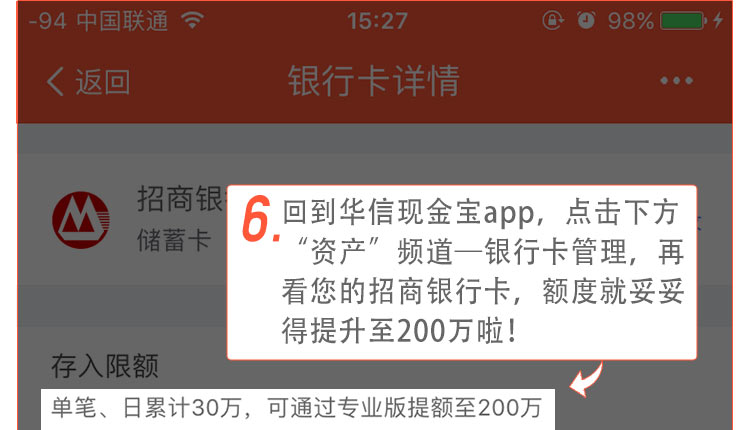 -94 中国联通 15:27 98%
返回 银行卡详情
招商银
储蓄卡
6. 回到华信现金宝app，点击下方
“资产”频道—银行卡管理，再
看您的招商银行卡，额度就妥妥
得提升至200万啦！
存入限额
单笔、日累计30万，可通过专业版提额至200万